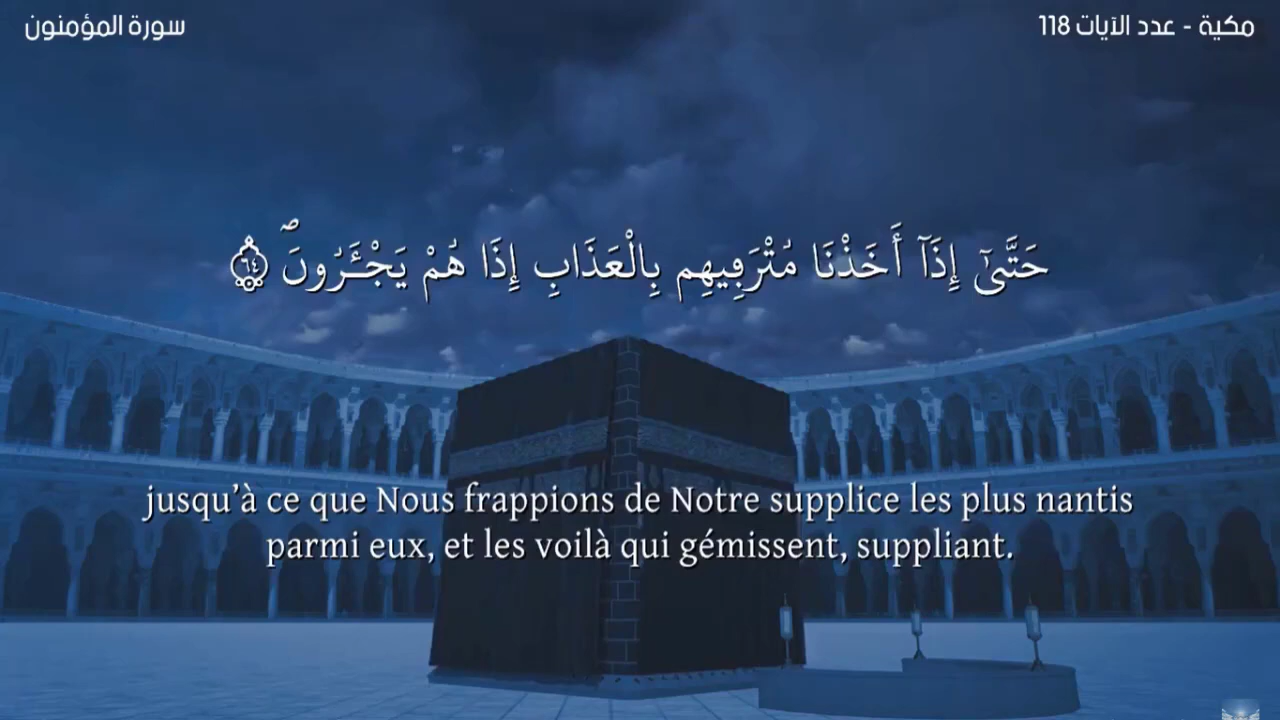 مكية - عدد الآيات 118
سورة المؤمنون
حَتَّىٰٓ إِذَآ أَخَذْنَا مُتْرَفِيهِم بِالْعَذَابِ إِذَا هُمْ يَجْـَٔرُونَۖ ٦٤
jusqu’à ce que Nous frappions de Notre supplice les plus nantis
parmi eux, et les voilà qui gémissent, suppliant.